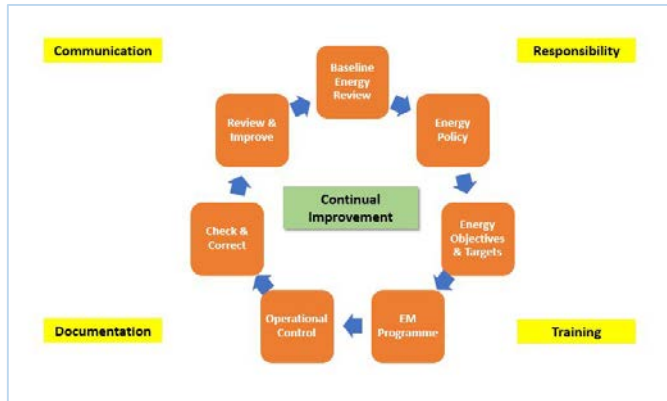 Communication
Responsibility
Baseline
Energy
Review
Review &
Improve
Energy
Policy
Continual
Improvement
Check &
Correct
Energy
Objectives
& Targets
Operational
Control
EM
Programme
Documentation
Training